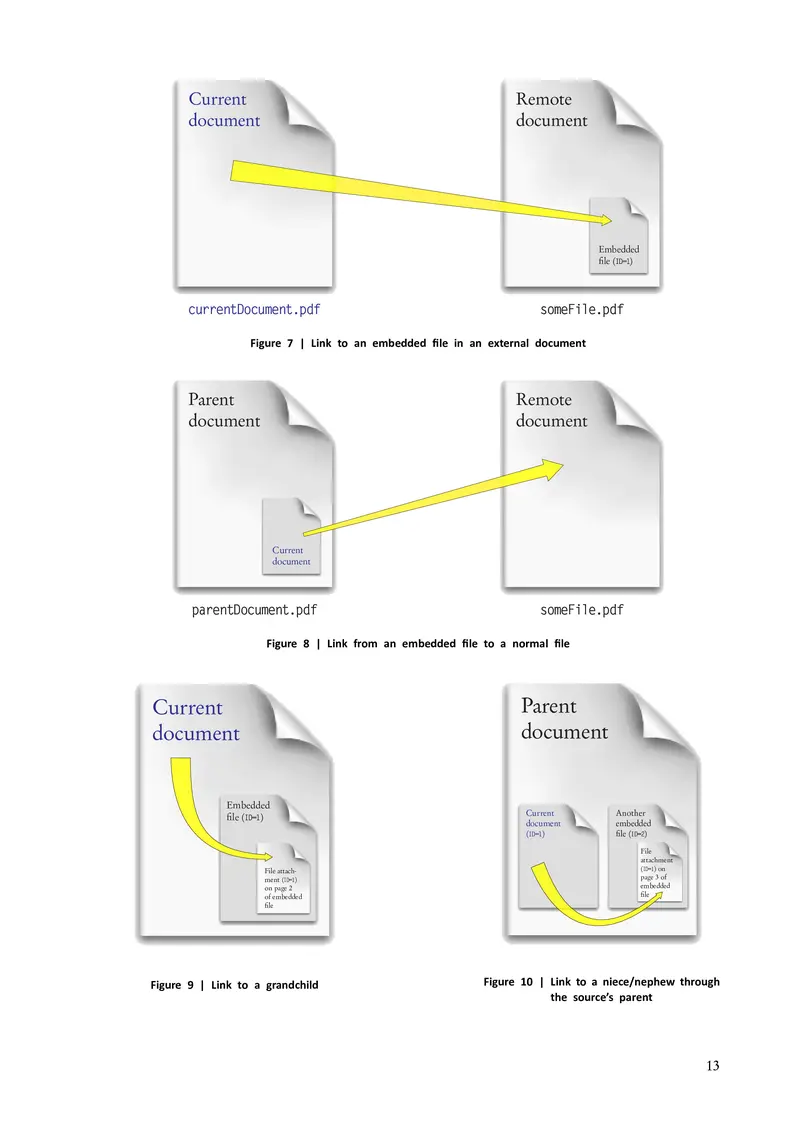 Current
document
Remote
document
Embedded
file (ID=1)
currentDocument.pdf
someFile.pdf
Figure 7 | Link to an embedded file in an external document
Parent
document
Remote
document
Current
document
parentDocument.pdf
someFile.pdf
Figure 8 | Link from an embedded file to a normal file
Current
document
Embedded
file (ID=1)
File attach-
ment (ID=1)
on page 2
of embedded
file
Figure 9 | Link to a grandchild
Parent
document
Current
document
(ID=1)
Another
embedded
file (ID=2)
File
attachment
(ID=1) on
page 3 of
embedded
file
Figure 10 | Link to a niece/nephew through
the source’s parent
13